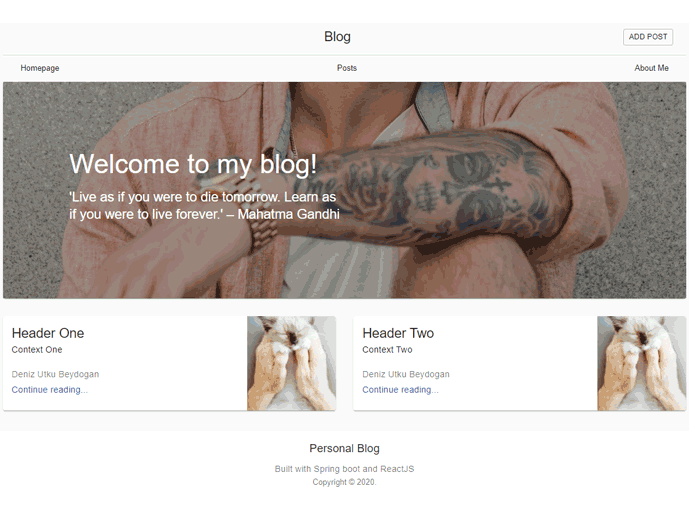 Blog
ADD POST
Homepage
Posts
About Me
Welcome to my blog!
'Live as if you were to die tomorrow. Learn as
if you were to live forever.' – Mahatma Gandhi
Header One
Context One
Deniz Utku Beydogan
Continue reading...
Header Two
Context Two
Deniz Utku Beydogan
Continue reading...
Personal Blog
Built with Spring boot and ReactJS
Copyright © 2020.